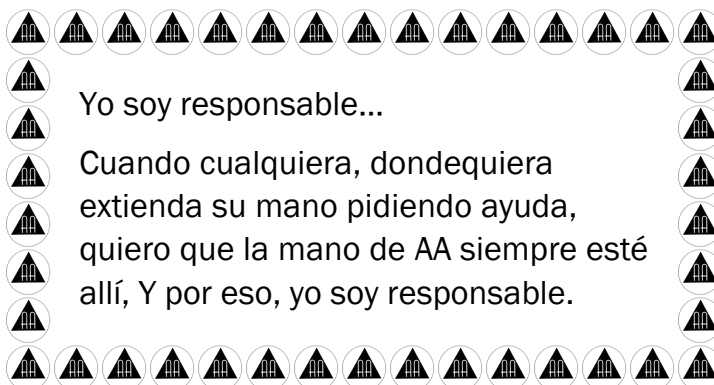 Yo soy responsable...
Cuando cualquiera, dondequiera
extienda su mano pidiendo ayuda,
quiero que la mano de AA siempre esté
allí, Y por eso, yo soy responsable.